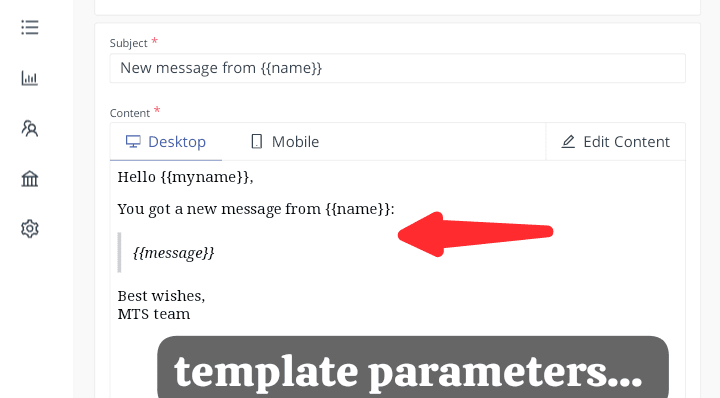 Subject *
New message from {{name}}
Content *
Desktop
Mobile
Edit Content
Hello {{myname}},
You got a new message from {{name}}:
{{message}}
Best wishes,
MTS team
template parameters...